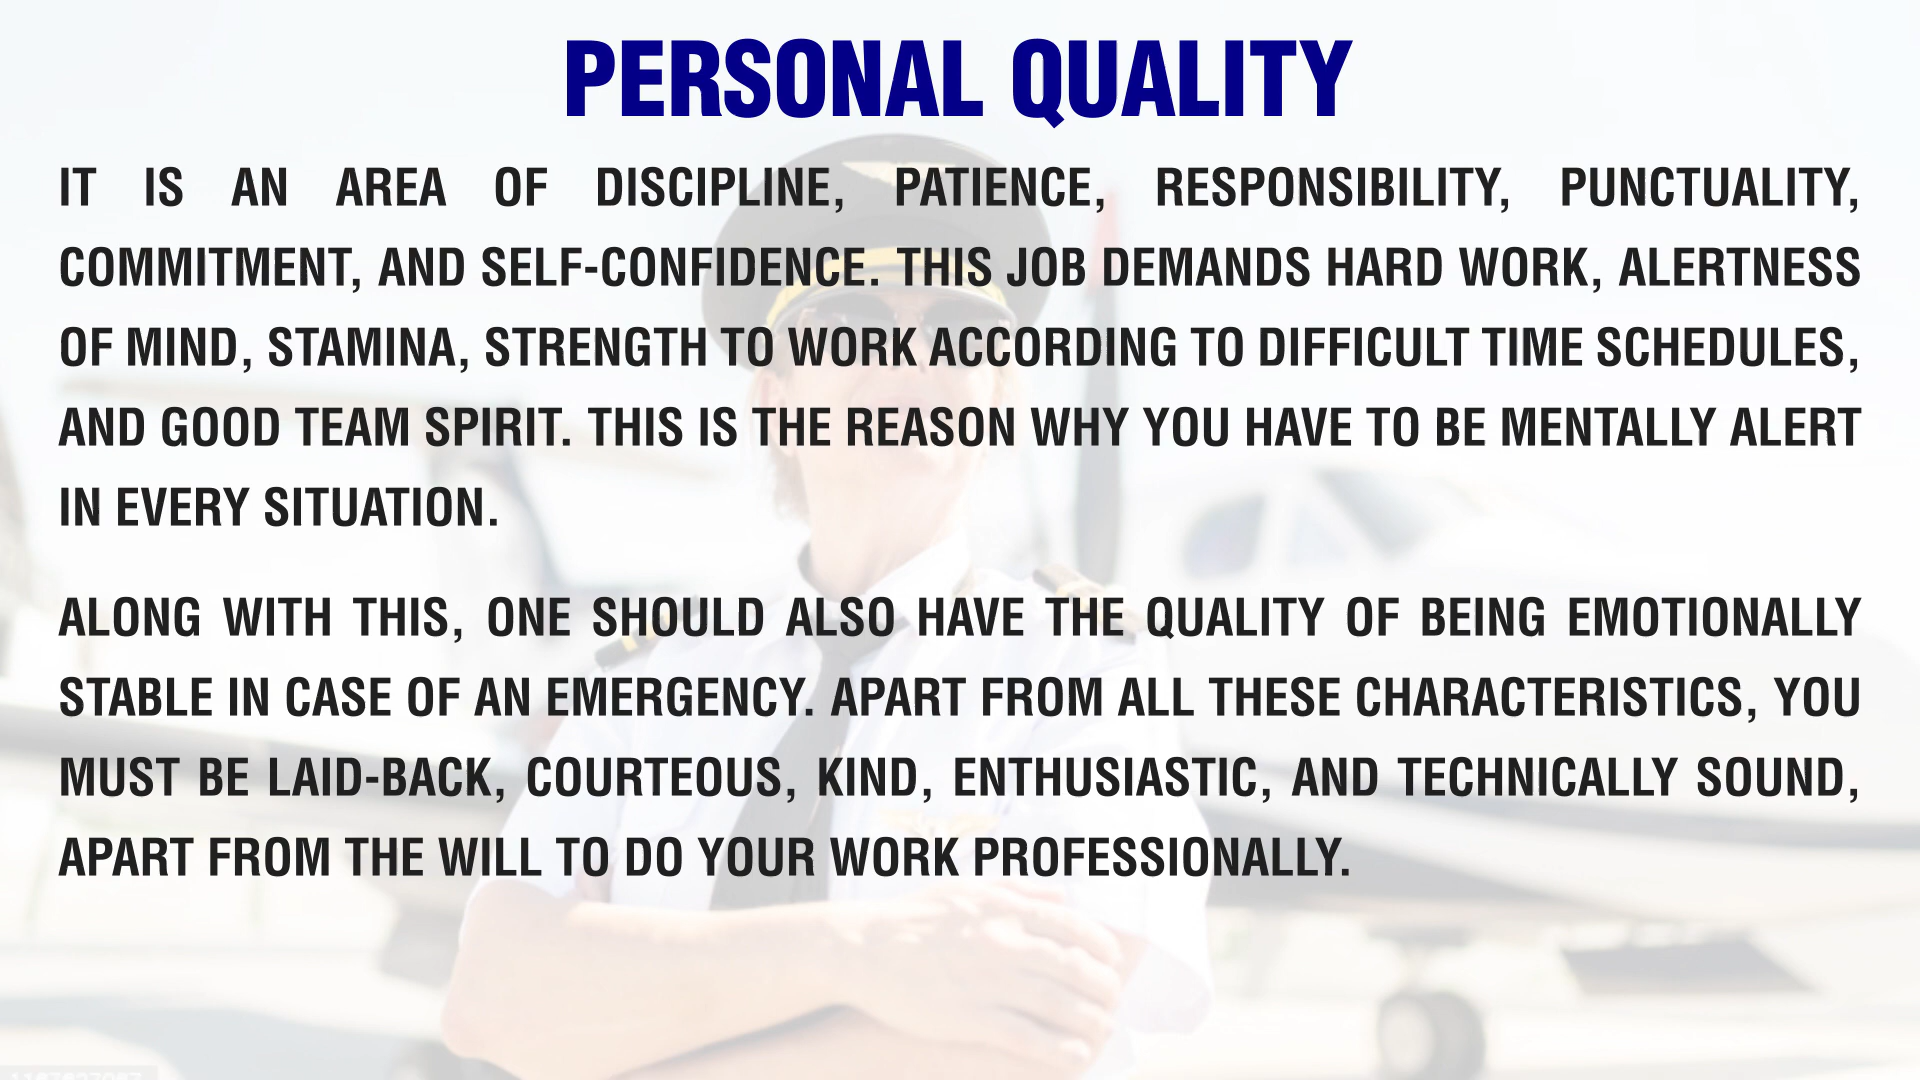 PERSONAL QUALITY
IT IS AN AREA OF DISCIPLINE, PATIENCE, RESPONSIBILITY, PUNCTUALITY,
COMMITMENT, AND SELF-CONFIDENCE. THIS JOB DEMANDS HARD WORK, ALERTNESS
OF MIND, STAMINA, STRENGTH TO WORK ACCORDING TO DIFFICULT TIME SCHEDULES,
AND GOOD TEAM SPIRIT. THIS IS THE REASON WHY YOU HAVE TO BE MENTALLY ALERT
IN EVERY SITUATION.
ALONG WITH THIS, ONE SHOULD ALSO HAVE THE QUALITY OF BEING EMOTIONALLY
STABLE IN CASE OF AN EMERGENCY. APART FROM ALL THESE CHARACTERISTICS, YOU
MUST BE LAID-BACK, COURTEOUS, KIND, ENTHUSIASTIC, AND TECHNICALLY SOUND,
APART FROM THE WILL TO DO YOUR WORK PROFESSIONALLY.